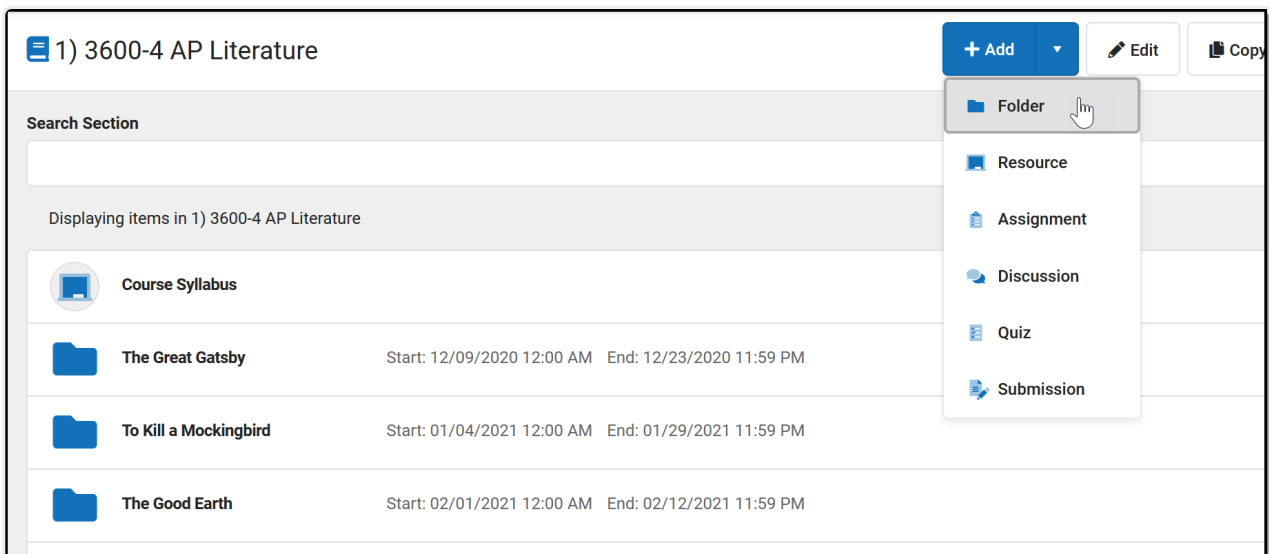 1) 3600-4 AP Literature
+ Add
Edit
Copy
Folder
Resource
Assignment
Discussion
Quiz
Submission
Search Section
Displaying items in 1) 3600-4 AP Literature
Course Syllabus
The Great Gatsby Start: 12/09/2020 12:00 AM End: 12/23/2020 11:59 PM
To Kill a Mockingbird Start: 01/04/2021 12:00 AM End: 01/29/2021 11:59 PM
The Good Earth Start: 02/01/2021 12:00 AM End: 02/12/2021 11:59 PM